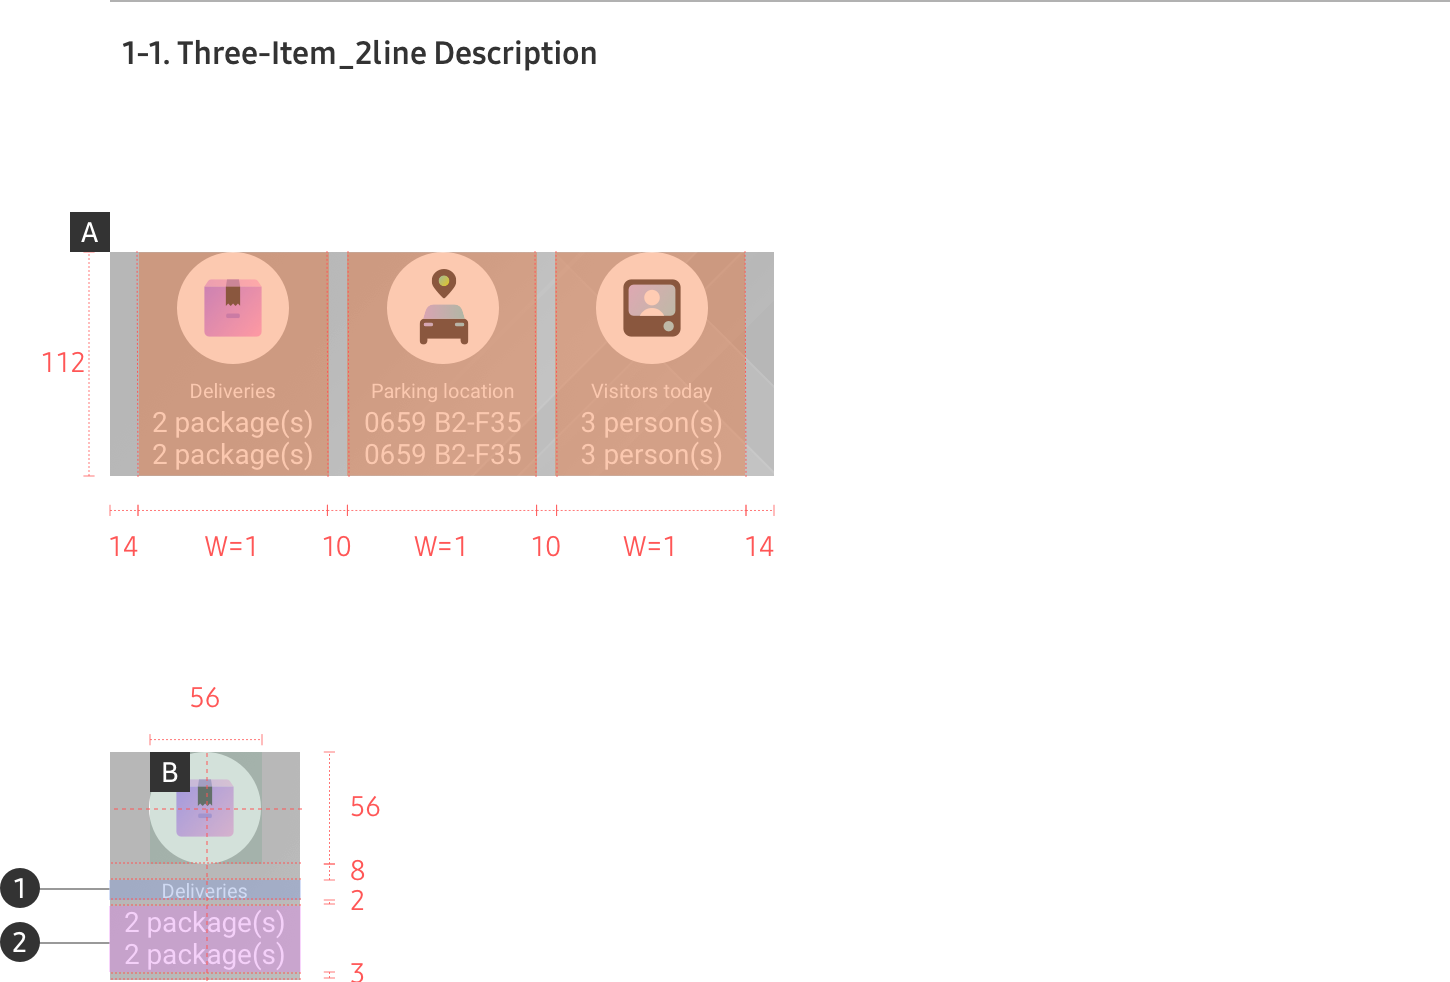 1-1. Three-Item_2line Description
A
112
Deliveries
2 package(s)
2 package(s)
Parking location
0659 B2-F35
0659 B2-F35
Visitors today
3 person(s)
3 person(s)
14 W=1 10 W=1 10 W=1 14
56
B
56
8
1
Deliveries
2
2
2 package(s)
2 package(s)
3